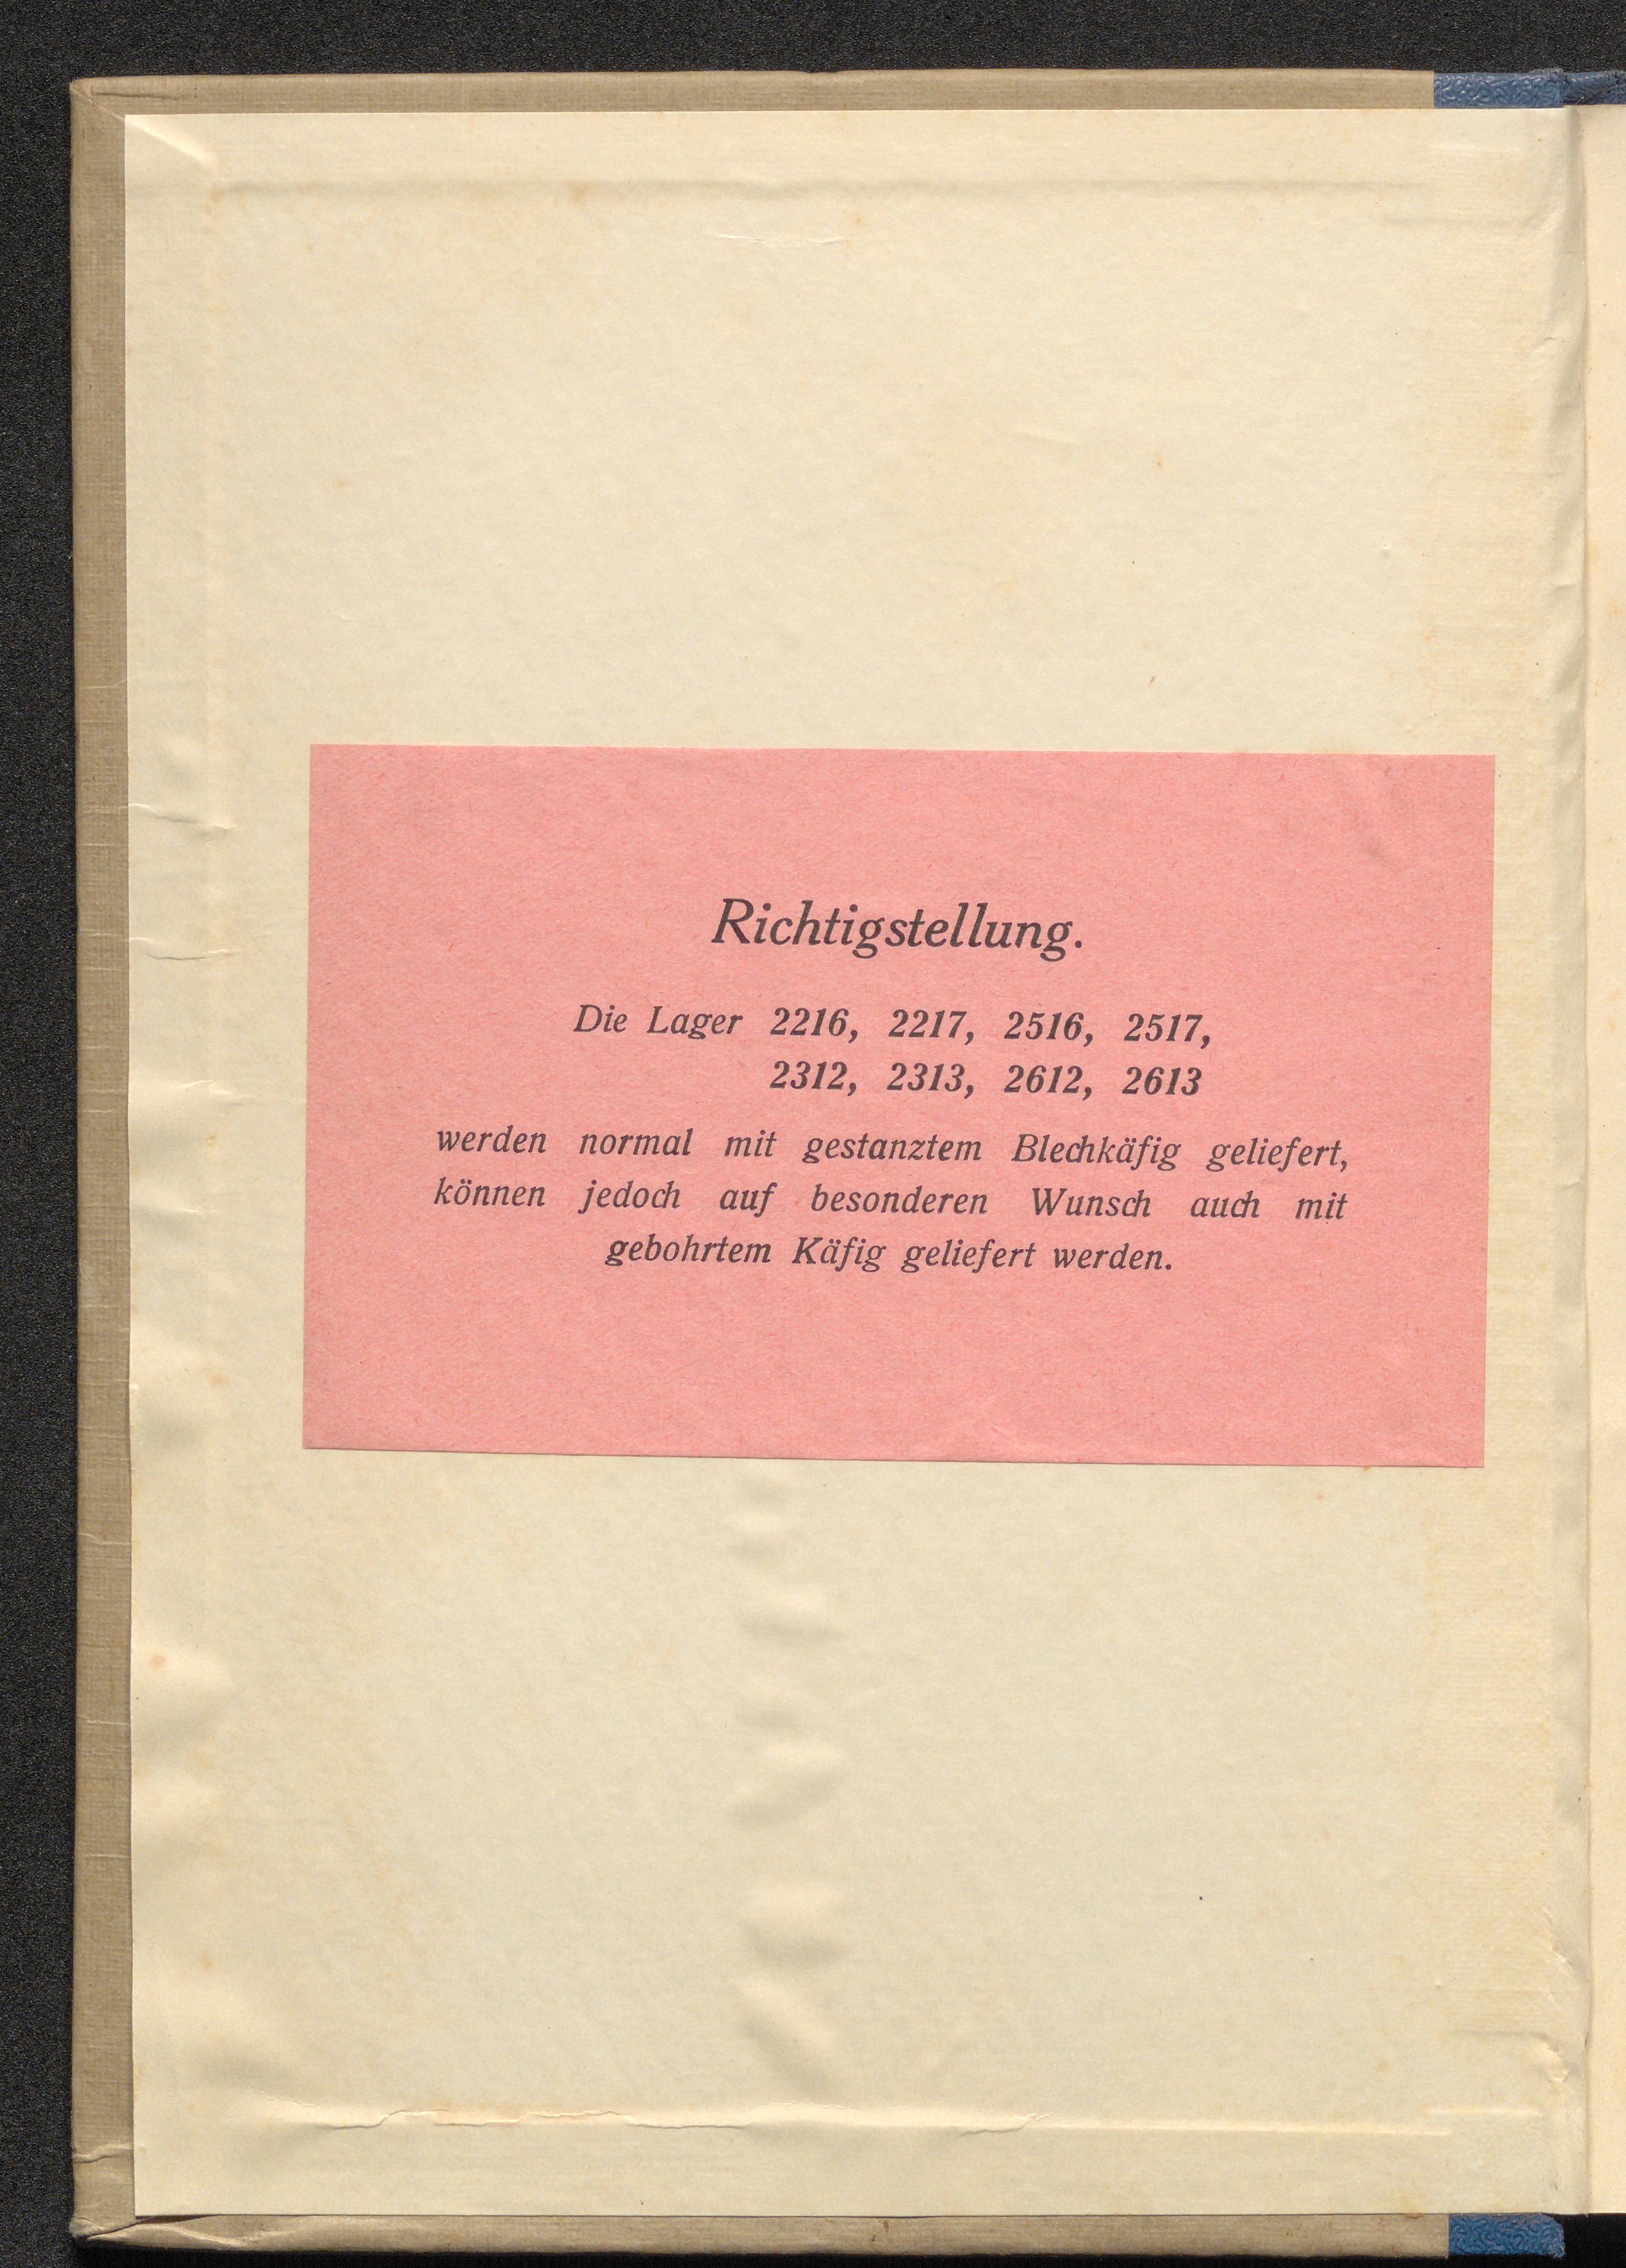 Richtigstellung.
Die Lager 2216, 2217, 2516, 2517,
2312, 2313, 2612, 2613
werden normal mit gestanztem Blechkäfig geliefert,
können jedoch auf besonderen Wunsch auch mit
gebohrtem Käfig geliefert werden.